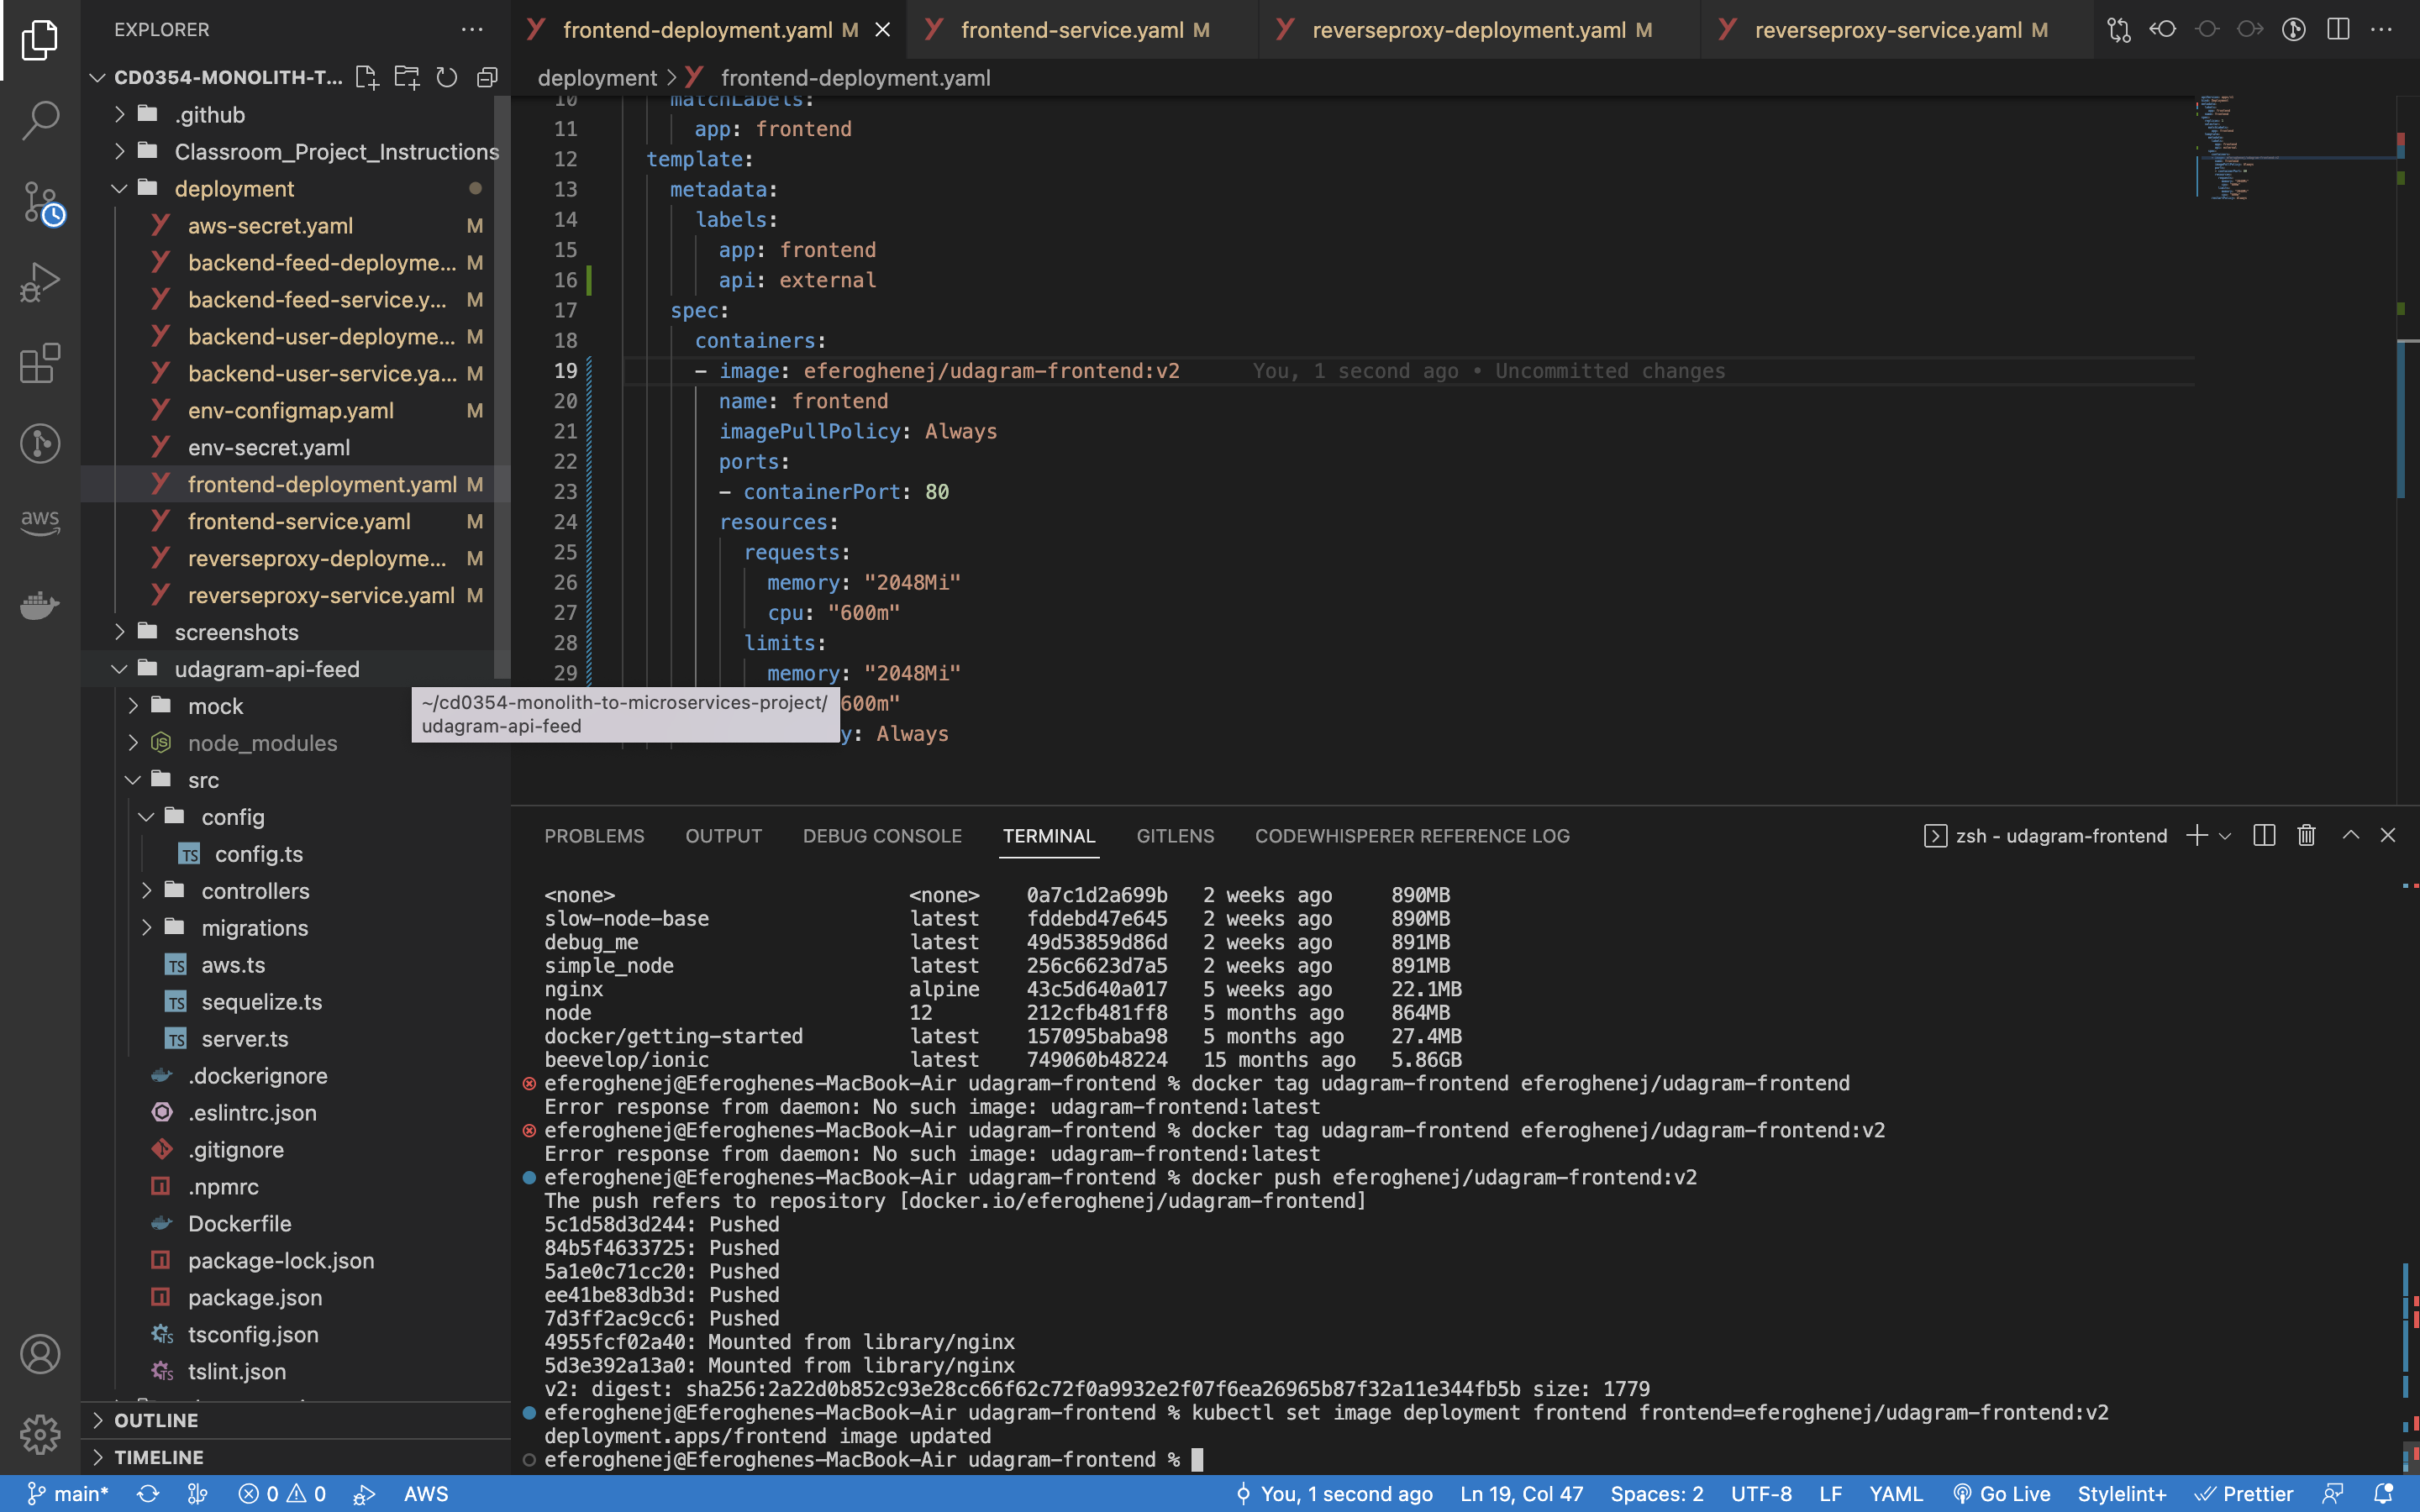 EXPLORER
CD0354-MONOLITH-T...
.github
Classroom_Project_Instructions
deployment
aws-secret.yaml M
backend-feed-deployme... M
backend-feed-service.y... M
backend-user-deployme... M
backend-user-service.ya... M
env-configmap.yaml M
env-secret.yaml
frontend-deployment.yaml M
frontend-service.yaml M
reverseproxy-deployme... M
reverseproxy-service.yaml M
screenshots
udagram-api-feed
mock
node_modules
src
config
TS config.ts
controllers
migrations
TS aws.ts
TS sequelize.ts
TS server.ts
.dockerignore
.eslintrc.json
.gitignore
.npmrc
Dockerfile
package-lock.json
package.json
tsconfig.json
tslint.json
OUTLINE
TIMELINE
aws
~/cd0354-monolith-to-microservices-project/
udagram-api-feed
frontend-deployment.yaml M
frontend-service.yaml M
reverseproxy-deployment.yaml M
reverseproxy-service.yaml M
deployment > frontend-deployment.yaml
10 matchLabels:
11 app: frontend
12 template:
13 metadata:
14 labels:
15 app: frontend
16 api: external
17 spec:
18 containers:
19 - image: eferoghenej/udagram-frontend:v2 You, 1 second ago • Uncommitted changes
20 name: frontend
21 imagePullPolicy: Always
22 ports:
23 - containerPort: 80
24 resources:
25 requests:
26 memory: "2048Mi"
27 cpu: "600m"
28 limits:
29 memory: "2048Mi"
600m"
y: Always
PROBLEMS OUTPUT DEBUG CONSOLE TERMINAL GITLENS CODEWHISPERER REFERENCE LOG
zsh - udagram-frontend
<none> <none> 0a7c1d2a699b 2 weeks ago 890MB
slow-node-base latest fddebd47e645 2 weeks ago 890MB
debug_me latest 49d53859d86d 2 weeks ago 891MB
simple_node latest 256c6623d7a5 2 weeks ago 891MB
nginx alpine 43c5d640a017 5 weeks ago 22.1MB
node 12 212cfb481ff8 5 months ago 864MB
docker/getting-started latest 157095baba98 5 months ago 27.4MB
beevelop/ionic latest 749060b48224 15 months ago 5.86GB
eferoghenej@Eferoghenes-MacBook-Air udagram-frontend % docker tag udagram-frontend eferoghenej/udagram-frontend
Error response from daemon: No such image: udagram-frontend:latest
eferoghenej@Eferoghenes-MacBook-Air udagram-frontend % docker tag udagram-frontend eferoghenej/udagram-frontend:v2
Error response from daemon: No such image: udagram-frontend:latest
eferoghenej@Eferoghenes-MacBook-Air udagram-frontend % docker push eferoghenej/udagram-frontend:v2
The push refers to repository [docker.io/eferoghenej/udagram-frontend]
5c1d58d3d244: Pushed
84b5f4633725: Pushed
5a1e0c71cc20: Pushed
ee41be83db3d: Pushed
7d3ff2ac9cc6: Pushed
4955fcf02a40: Mounted from library/nginx
5d3e392a13a0: Mounted from library/nginx
v2: digest: sha256:2a22d0b852c93e28cc66f62c72f0a9932e2f07f6ea26965b87f32a11e344fb5b size: 1779
eferoghenej@Eferoghenes-MacBook-Air udagram-frontend % kubectl set image deployment frontend frontend=eferoghenej/udagram-frontend:v2
deployment.apps/frontend image updated
eferoghenej@Eferoghenes-MacBook-Air udagram-frontend %
main* 0 0 AWS You, 1 second ago Ln 19, Col 47 Spaces: 2 UTF-8 LF YAML Go Live Stylelint+ Prettier